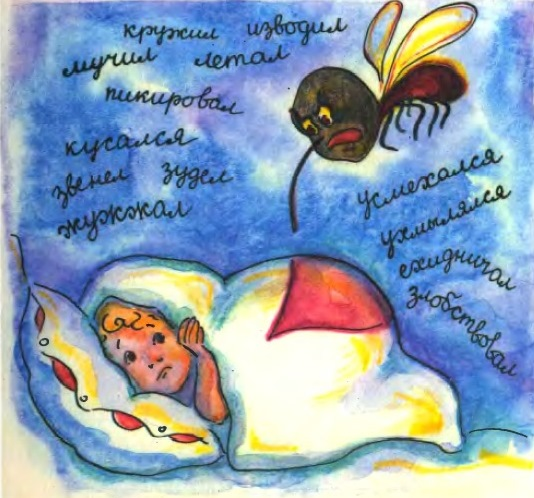 кружил изводил
мучил летал
пикировал
кусался
звенел зудел
жужжал
усмехался
ухмылялся
ехидничал
злобствовал